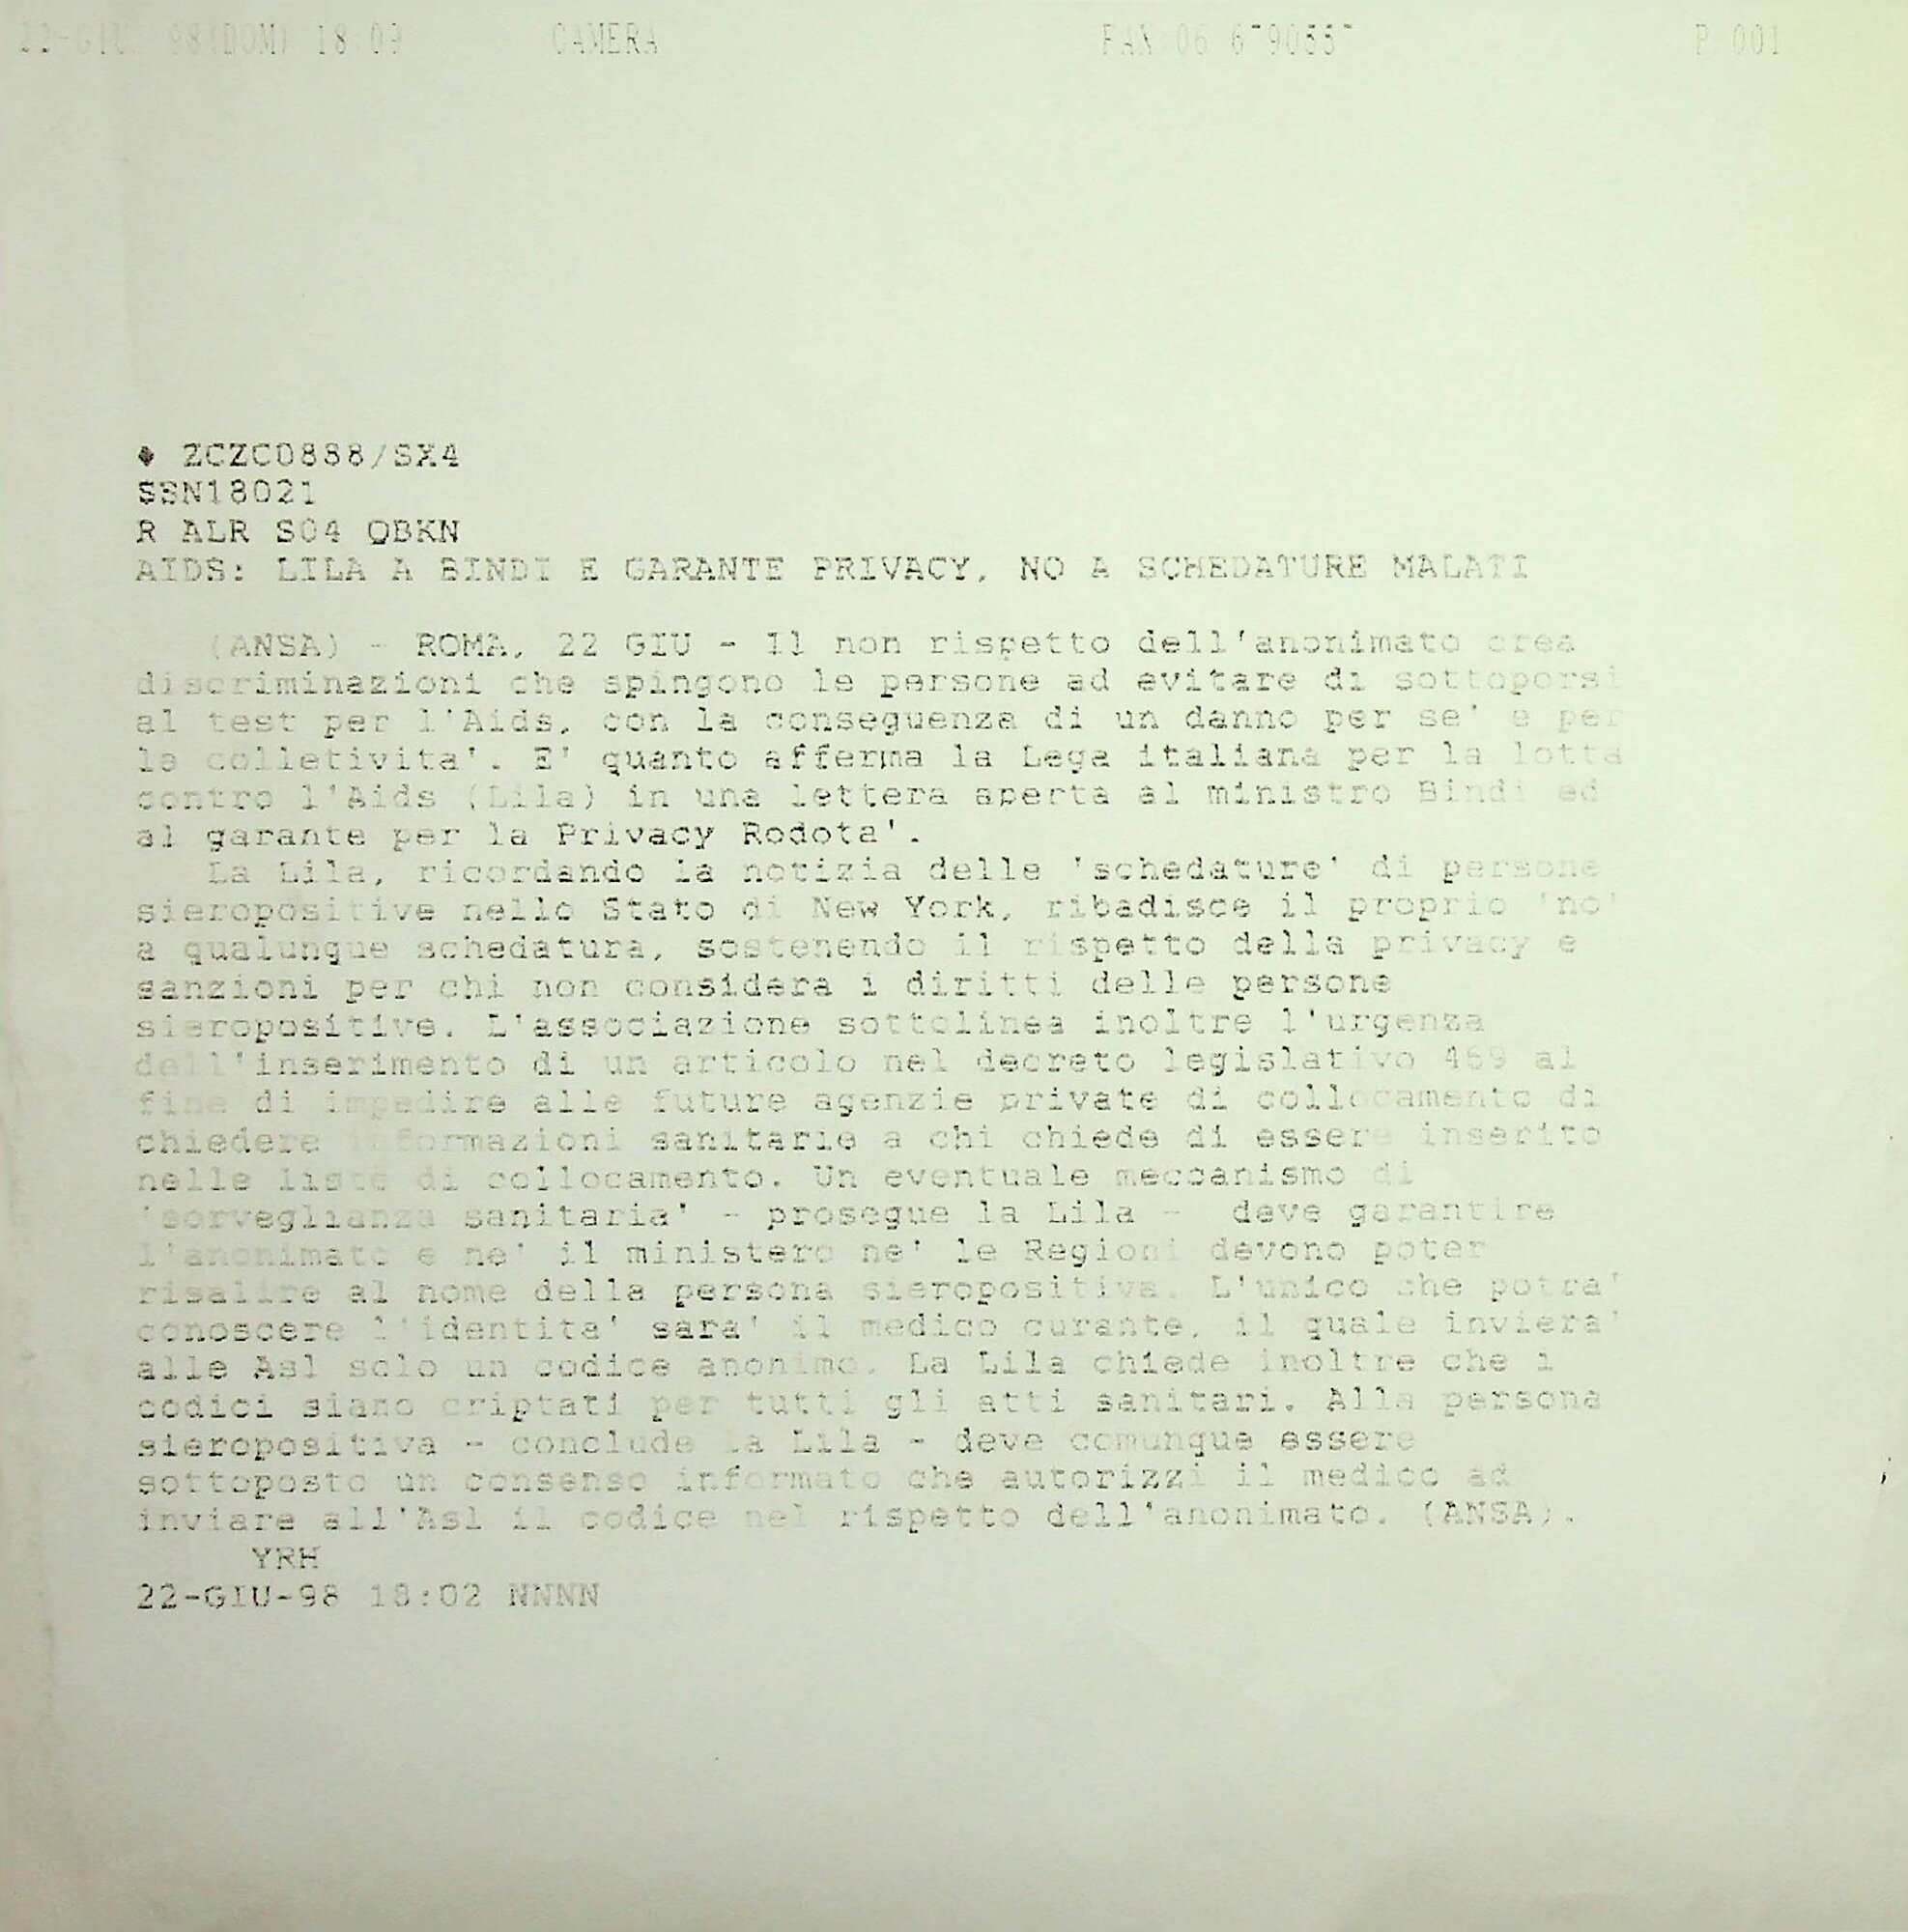 22-GIU-98(DOM) 18:09 CAMERA FAX P.001
♦ ZCZC0888/SX4
SSN18021
R ALR S04 QBKN
AIDS: LILA A BINDI E GARANTE PRIVACY, NO A SCHEDATURE MALATI
(ANSA) - ROMA, 22 GIU - Il non rispetto dell'anonimato crea
discriminazioni che spingono le persone ad evitare di sottoporsi
al test per l'Aids, con la conseguenza di un danno per se' e per
la colletivita'. E' quanto afferma la Lega italiana per la lotta
contro l'Aids (Lila) in una lettera aperta al ministro Bindi ed
al garante per la Privacy Rodota'.
La Lila, ricordando la notizia delle 'schedature' di persone
sieropositive nello Stato di New York, ribadisce il proprio 'no'
a qualunque schedatura, sostenendo il rispetto della privacy e
sanzioni per chi non considera i diritti delle persone
sieropositive. L'associazione sottolinea inoltre l'urgenza
dell'inserimento di un articolo nel decreto legislativo 469 al
fine di impedire alle future agenzie private di collocamento di
chiedere informazioni sanitarie a chi chiede di essere inserito
nelle liste di collocamento. Un eventuale meccanismo di
'sorveglianza sanitaria' - prosegue la Lila - deve garantire
l'anonimato e ne' il ministero ne' le Regioni devono poter
risalire al nome della persona sieropositiva. L'unico che potra'
conoscere l'identita' sara' il medico curante, il quale inviera'
alle Asl solo un codice anonimo. La Lila chiede inoltre che i
codici siano criptati per tutti gli atti sanitari. Alla persona
sieropositiva - conclude la Lila - deve comunque essere
sottoposto un consenso informato che autorizzi il medico ad
inviare all'Asl il codice nel rispetto dell'anonimato. (ANSA).
YRH
22-GIU-98 18:02 NNNN